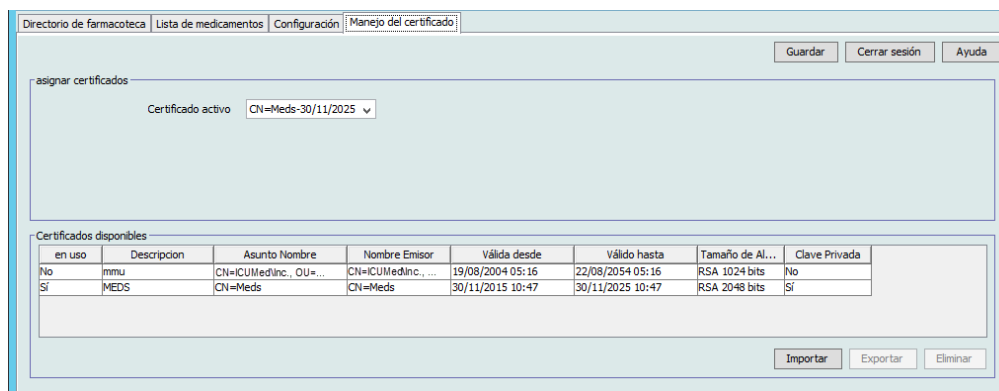 Directorio de farmacoteca Lista de medicamentos Configuración Manejo del certificado
Guardar Cerrar sesión Ayuda
asignar certificados
Certificado activo CN=Meds-30/11/2025
Certificados disponibles
en uso Descripcion Asunto Nombre Nombre Emisor Válida desde Válido hasta Tamaño de Al... Clave Privada
No mmu CN=ICUMed\Inc., OU=... CN=ICUMed\Inc., ... 19/08/2004 05:16 22/08/2054 05:16 RSA 1024 bits No
Sí MEDS CN=Meds CN=Meds 30/11/2015 10:47 30/11/2025 10:47 RSA 2048 bits Sí
Importar Exportar Eliminar